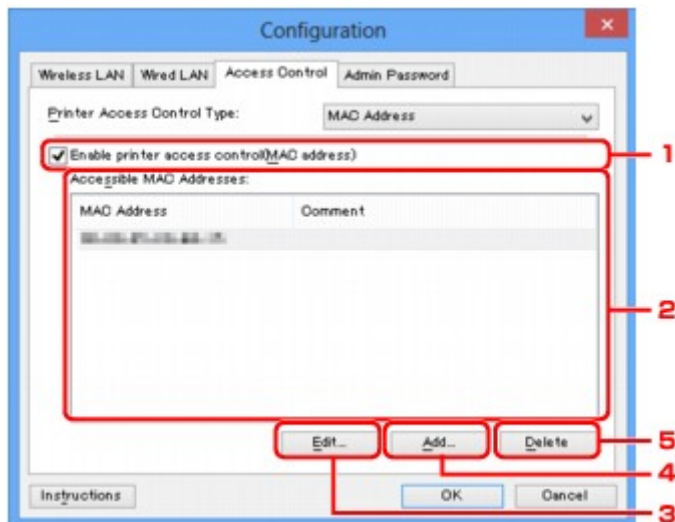 Configuration
Wireless LAN Wired LAN Access Control Admin Password
Printer Access Control Type: MAC Address
Enable printer access control(MAC address) 1
Accessible MAC Addresses:
MAC Address Comment
2
Edit... Add... Delete 5
4
Instructions OK Cancel
3